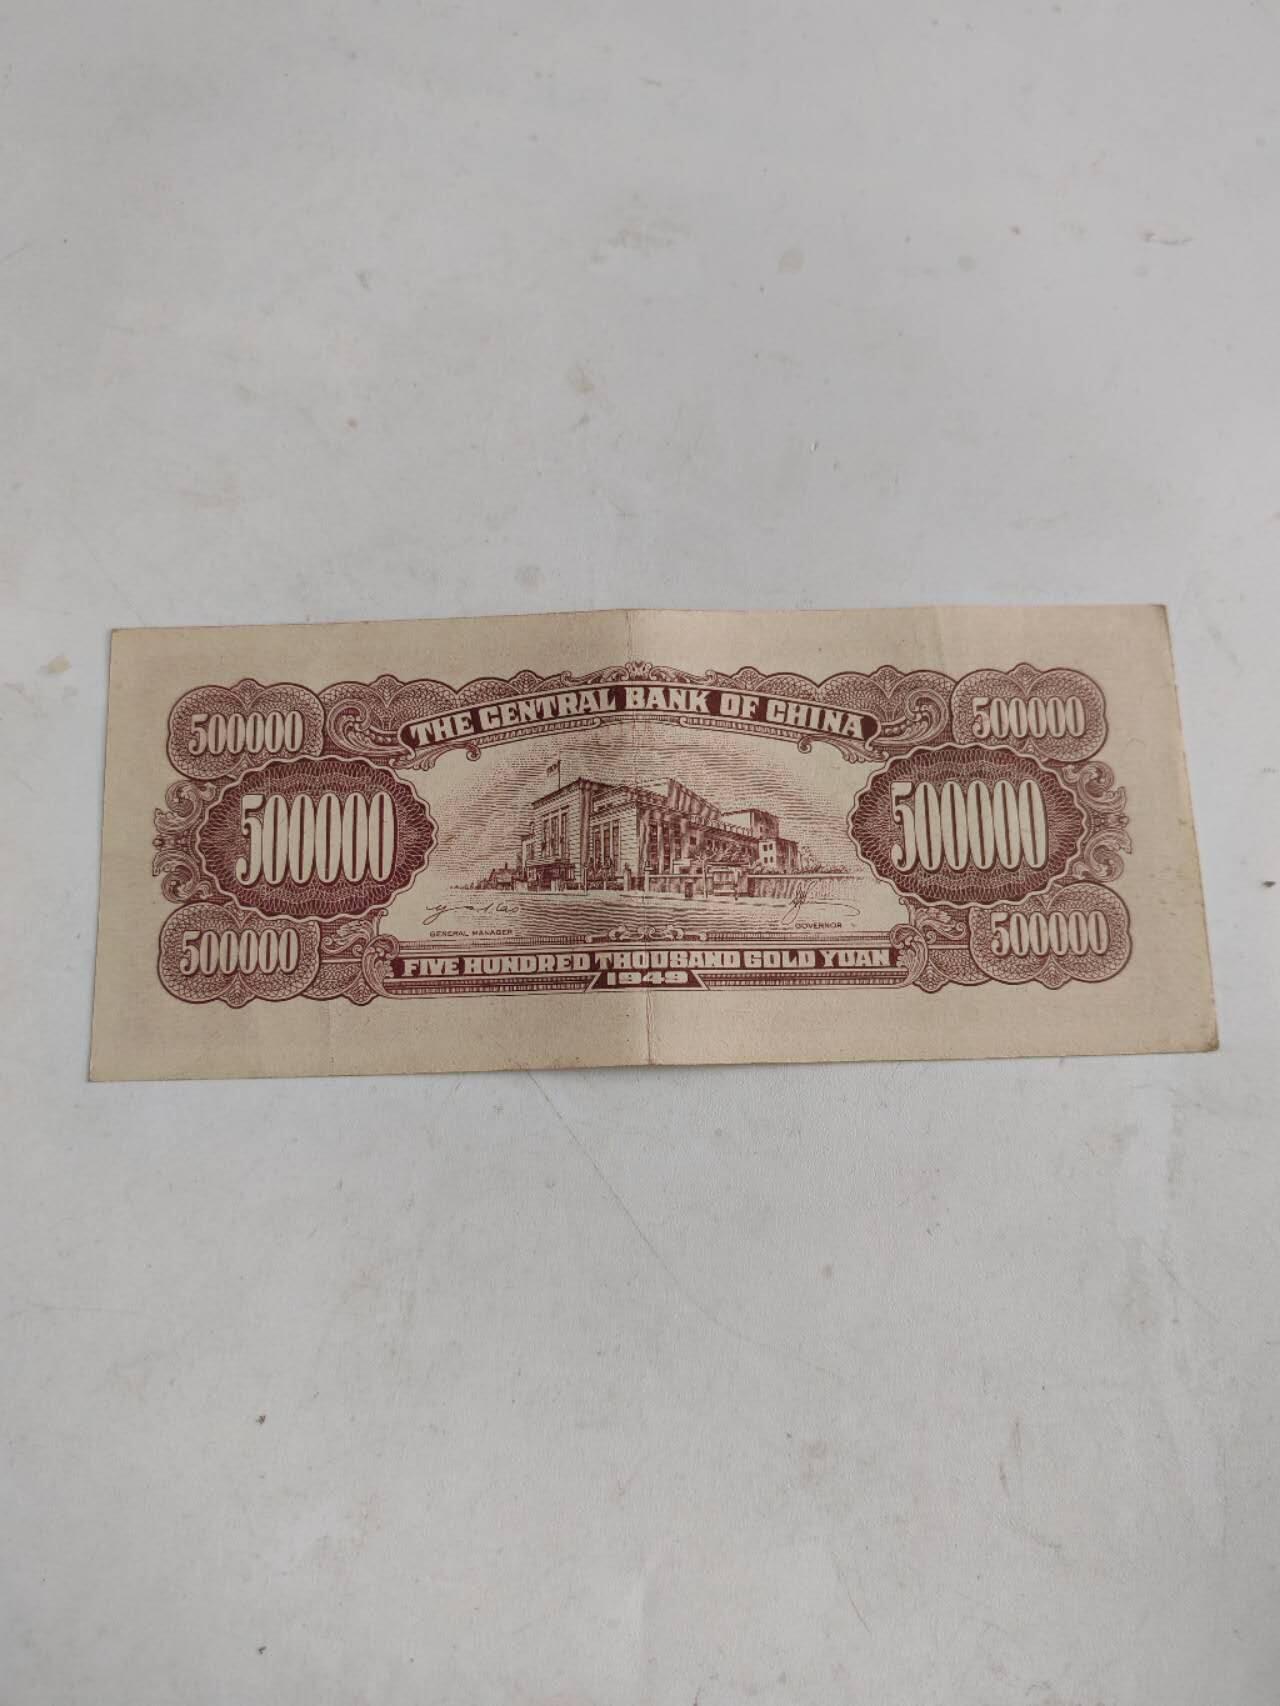 THE CENTRAL BANK OF CHINA
500000
500000
500000
500000
GENERAL MANAGER
GOVERNOR
500000
500000
FIVE HUNDRED THOUSAND GOLD YUAN
1949